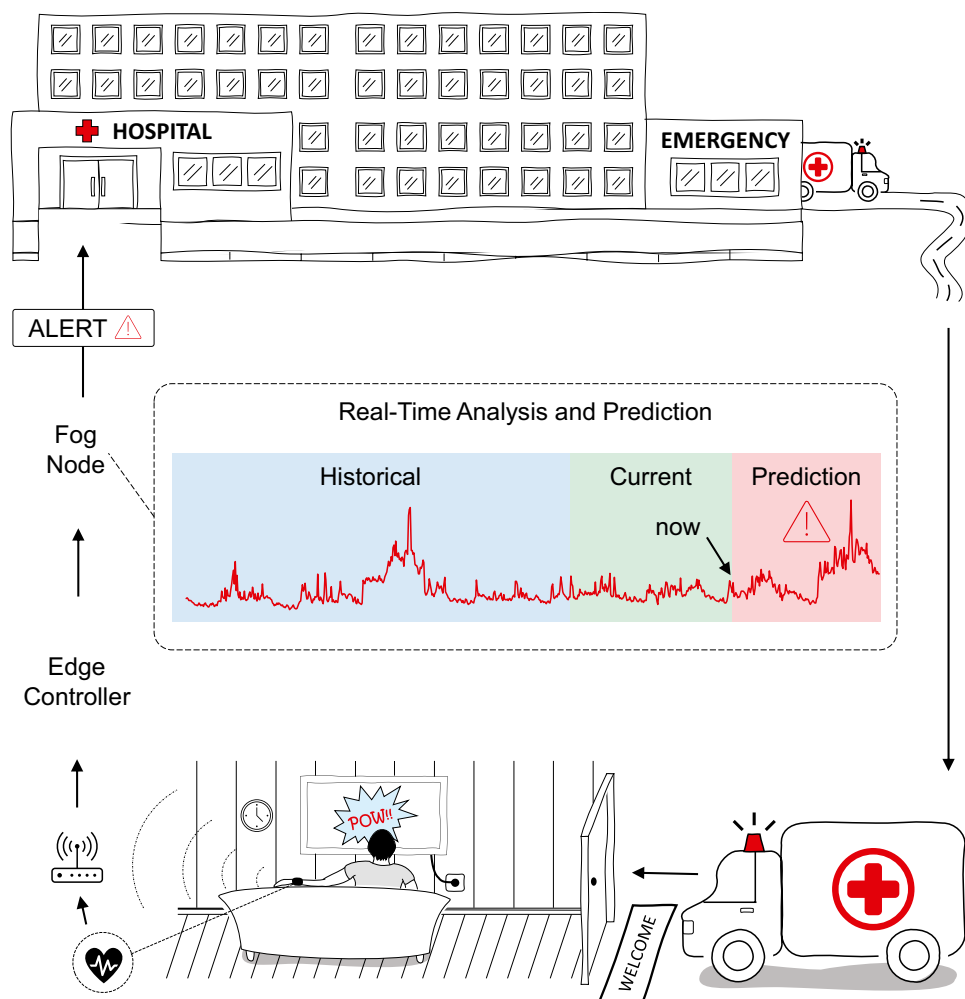 HOSPITAL
EMERGENCY
ALERT
Real-Time Analysis and Prediction
Fog
Node
Historical
Current
Prediction
now
Edge
Controller
POW!!
WELCOME